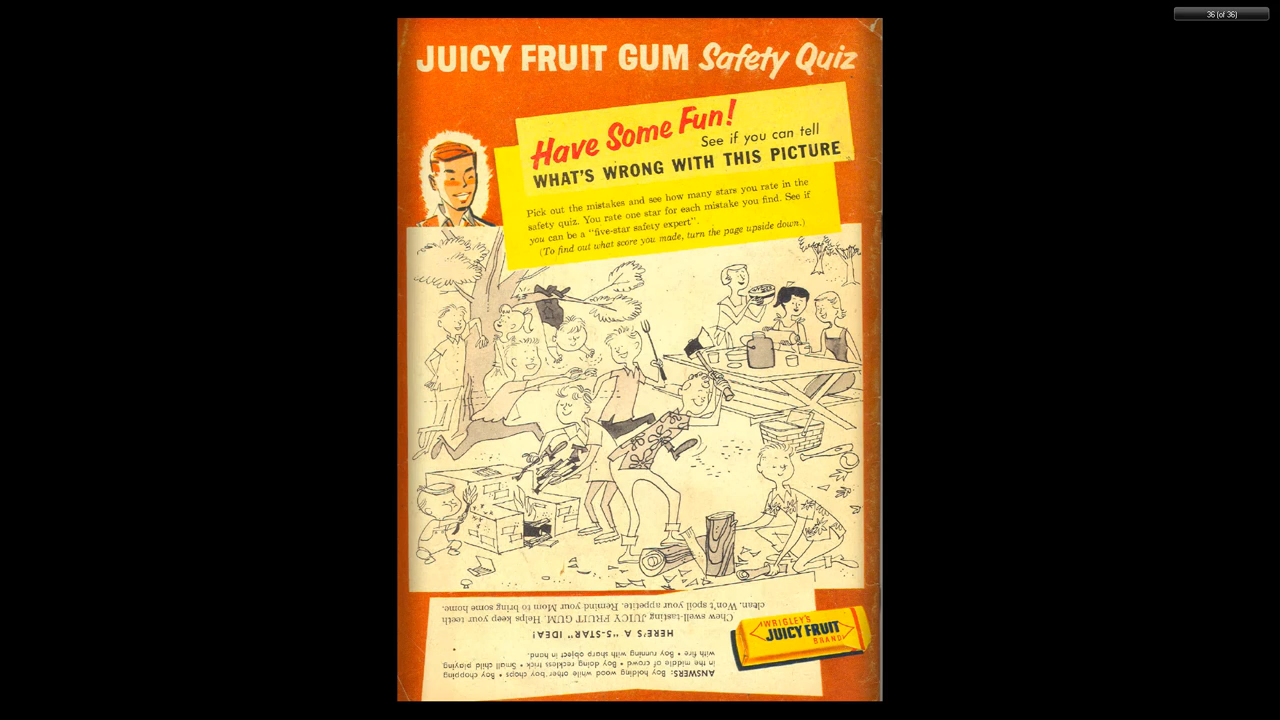 36 (of 36)
JUICY FRUIT GUM Safety Quiz
Have Some Fun!
See if you can tell
WHAT'S WRONG WITH THIS PICTURE
Pick out the mistakes and see how many stars you rate in the
safety quiz. You rate one star for each mistake you find. See if
you can be a "five-star safety expert".
(To find out what score you made, turn the page upside down.)
WRIGLEY'S
JUICY FRUIT
BRAND
ANSWERS: Boy holding wood while other boy chops • Boy chopping
in middle of crowd • Boy doing reckless trick • Small child playing
with fire • Boy running with sharp object in hand.
HERE'S A "5-STAR" IDEA!
Chew swell-tasting JUICY FRUIT GUM. Helps keep your teeth
clean. Won't spoil your appetite. Remind your Mom to bring some home.